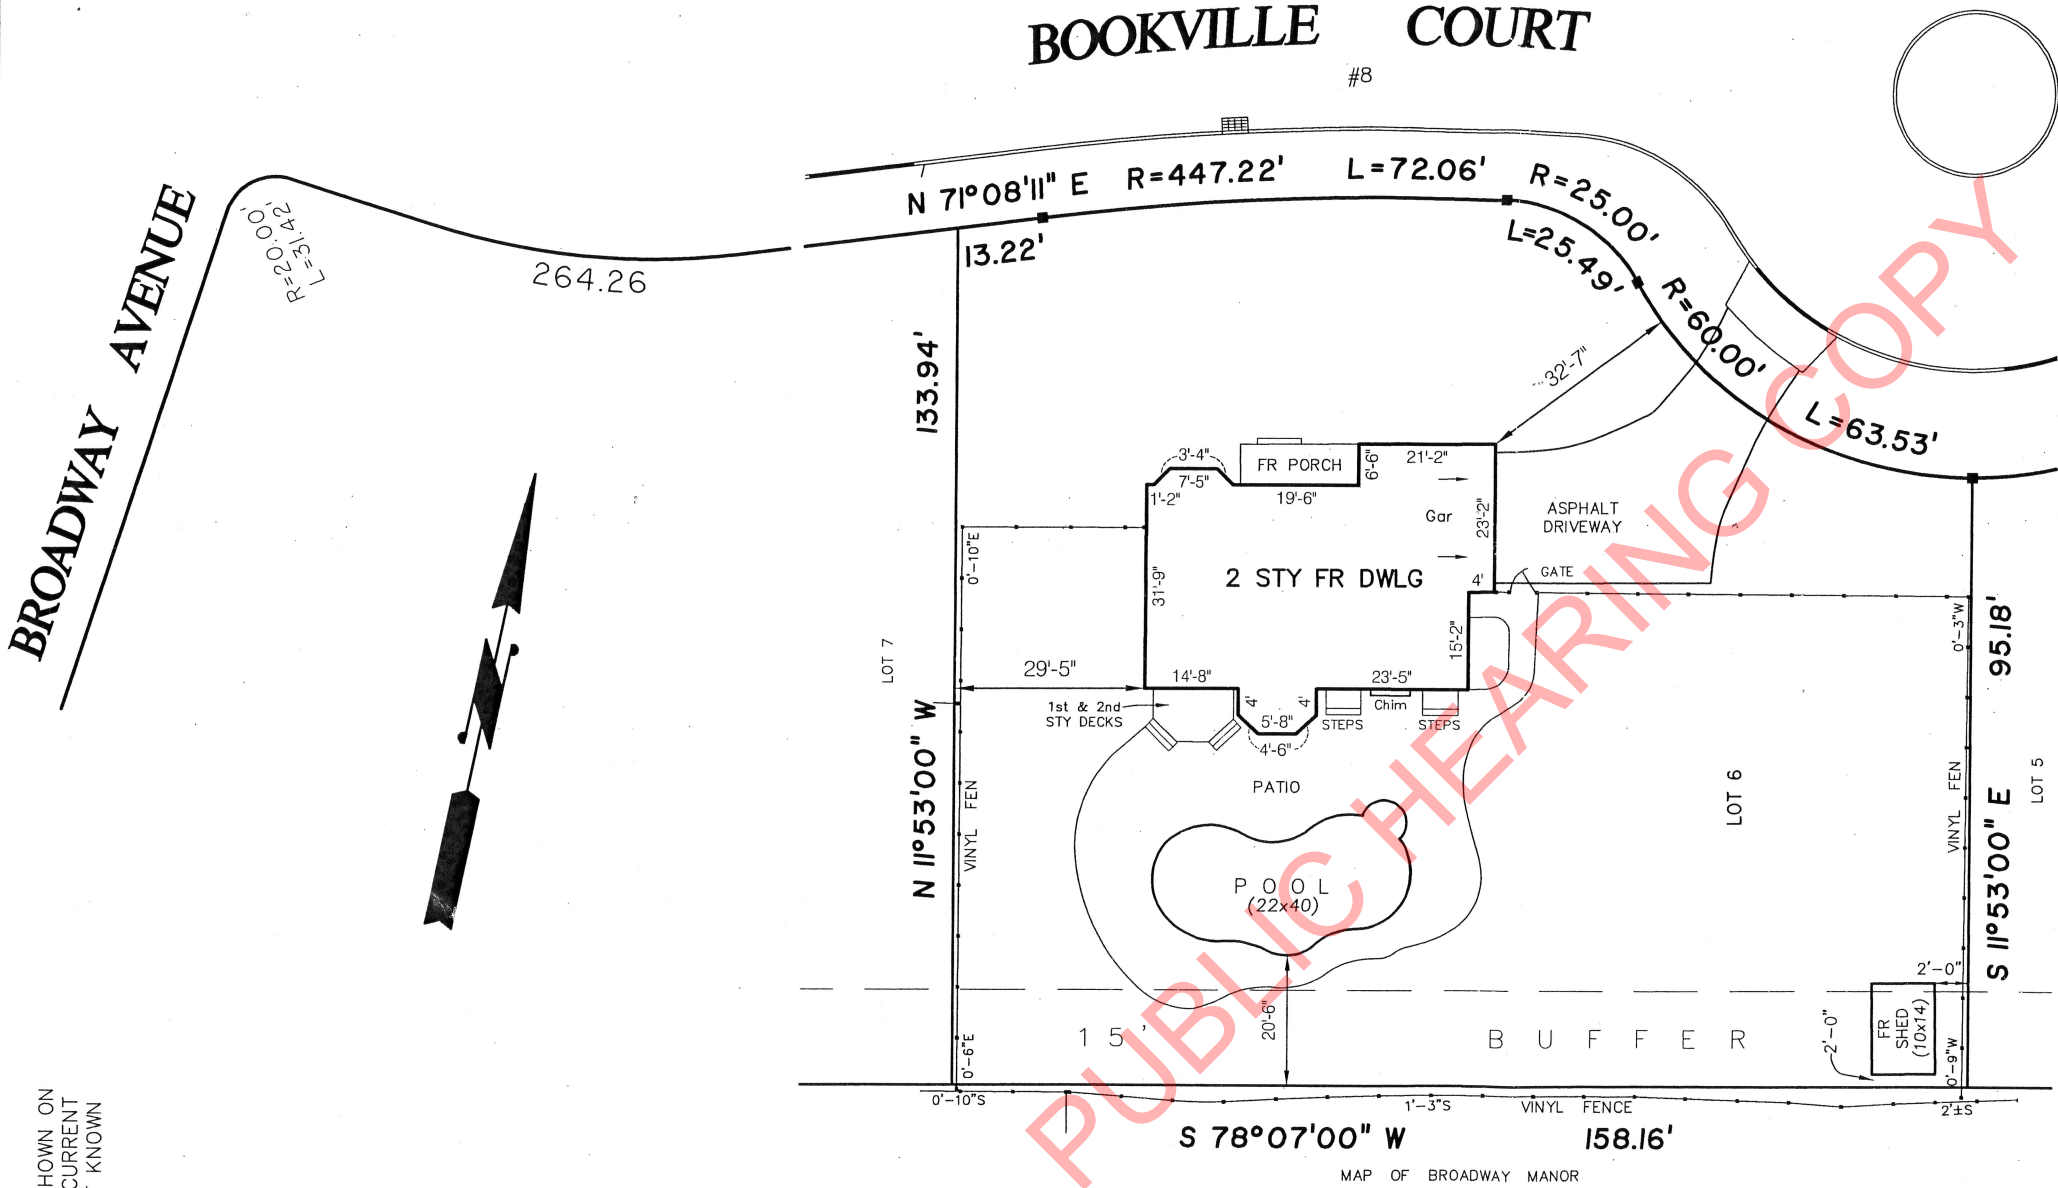 BOOKVILLE COURT
#8
BROADWAY AVENUE
R=20.00'
L=31.42'
264.26
N 71°08'11" E R=447.22' L=72.06'
R=25.00'
L=25.49'
13.22'
R=60.00'
L=63.53'
133.94'
N 11°53'00" W
32'-7"
3'-4"
7'-5"
1'-2"
FR PORCH
19'-6"
6'-6"
21'-2"
Gar
23'-2"
ASPHALT
DRIVEWAY
GATE
4'
31'-9"
2 STY FR DWLG
15'-2"
0'-10"E
LOT 7
29'-5"
14'-8"
1st & 2nd
STY DECKS
4'
5'-8"
4'
4'-6"
23'-5"
STEPS
Chim
STEPS
PATIO
VINYL FEN
P O O L
(22x40)
LOT 6
0'-3"W
95.18'
VINYL FEN
LOT 5
S 11°53'00" E
2'-0"
FR
SHED
(10x14)
2'-0"
0'-9"W
15' BUFFER
20'-6"
0'-6"E
0'-10"S
1'-3"S
VINYL FENCE
2'±S
S 78°07'00" W 158.16'
MAP OF BROADWAY MANOR
HOWN ON
CURRENT
KNOWN
PUBLIC HEARING COPY